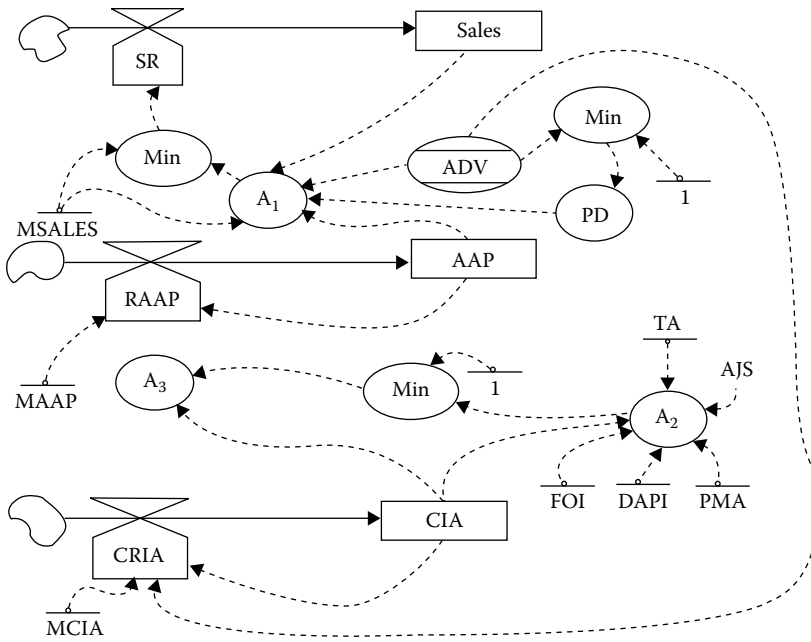 Sales
SR
Min
Min
ADV
A1
1
PD
MSALES
AAP
RAAP
TA
AJS
A3
Min
1
MAAP
A2
FOI
DAPI
PMA
CIA
CRIA
MCIA